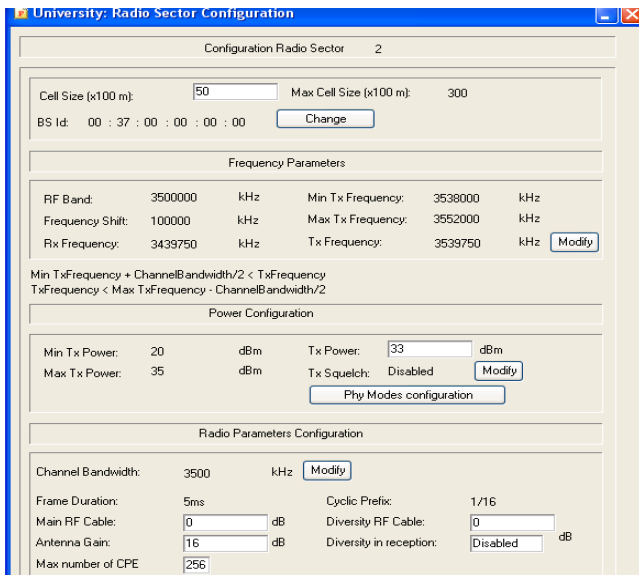 University: Radio Sector Configuration
Configuration Radio Sector 2
Cell Size (x100 m): 50 Max Cell Size (x100 m): 300
BS Id: 00 : 37 : 00 : 00 : 00 : 00 Change
Frequency Parameters
RF Band: 3500000 kHz Min Tx Frequency: 3538000 kHz
Frequency Shift: 100000 kHz Max Tx Frequency: 3552000 kHz
Rx Frequency: 3439750 kHz Tx Frequency: 3539750 kHz Modify
Min TxFrequency + ChannelBandwidth/2 < TxFrequency
TxFrequency < Max TxFrequency - ChannelBandwidth/2
Power Configuration
Min Tx Power: 20 dBm Tx Power: 33 dBm
Max Tx Power: 35 dBm Tx Squelch: Disabled Modify
Phy Modes configuration
Radio Parameters Configuration
Channel Bandwidth: 3500 kHz Modify
Frame Duration: 5ms Cyclic Prefix: 1/16
Main RF Cable: 0 dB Diversity RF Cable: 0
Antenna Gain: 16 dB Diversity in reception: Disabled dB
Max number of CPE 256